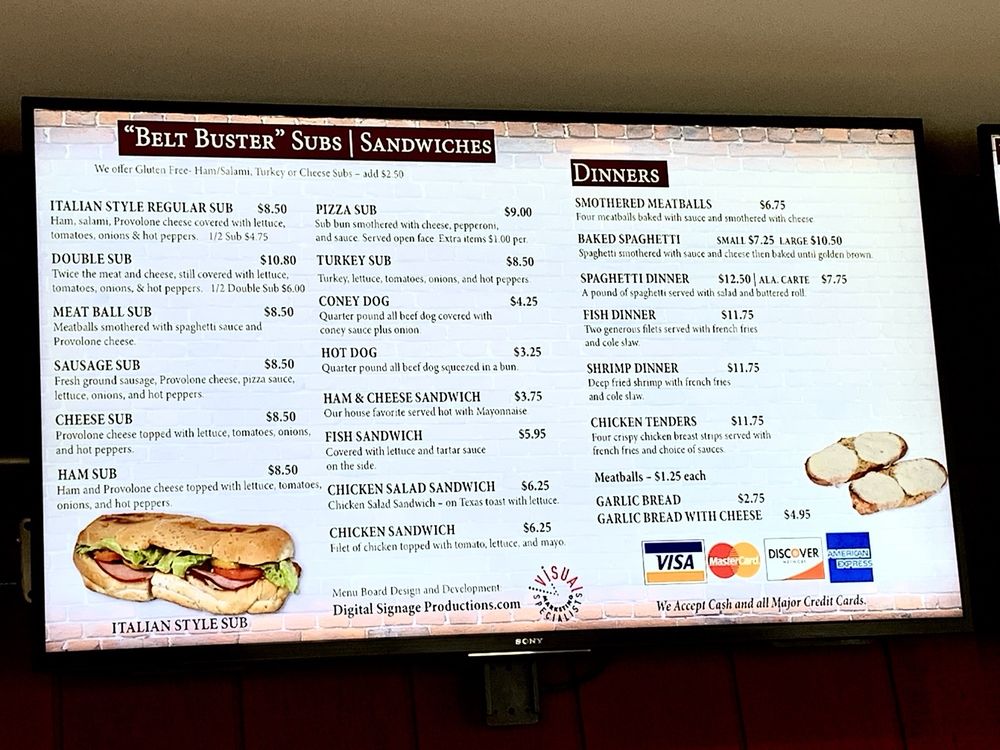 "BELT BUSTER" SUBS | SANDWICHES
We offer Gluten Free- Ham/Salami, Turkey or Cheese Subs – add $2.50
ITALIAN STYLE REGULAR SUB $8.50
Ham, salami, Provolone cheese covered with lettuce,
tomatoes, onions & hot peppers. 1/2 Sub $4.75
DOUBLE SUB $10.80
Twice the meat and cheese, still covered with lettuce,
tomatoes, onions, & hot peppers. 1/2 Double Sub $6.00
MEAT BALL SUB $8.50
Meatballs smothered with spaghetti sauce and
Provolone cheese.
SAUSAGE SUB $8.50
Fresh ground sausage, Provolone cheese, pizza sauce,
lettuce, onions, and hot peppers.
CHEESE SUB $8.50
Provolone cheese topped with lettuce, tomatoes, onions,
and hot peppers.
HAM SUB $8.50
Ham and Provolone cheese topped with lettuce, tomatoes,
onions, and hot peppers.
ITALIAN STYLE SUB
PIZZA SUB $9.00
Sub bun smothered with cheese, pepperoni,
and sauce. Served open face. Extra items $1.00 per.
TURKEY SUB $8.50
Turkey, lettuce, tomatoes, onions, and hot peppers.
CONEY DOG $4.25
Quarter pound all beef dog covered with
coney sauce plus onion.
HOT DOG $3.25
Quarter pound all beef dog squeezed in a bun.
HAM & CHEESE SANDWICH $3.75
Our house favorite served hot with Mayonnaise.
FISH SANDWICH $5.95
Covered with lettuce and tartar sauce
on the side.
CHICKEN SALAD SANDWICH $6.25
Chicken Salad Sandwich – on Texas toast with lettuce.
CHICKEN SANDWICH $6.25
Filet of chicken topped with tomato, lettuce, and mayo.
Menu Board Design and Development:
Digital Signage Productions.com
VISUAL
MARKETING
SPECIALISTS
DINNERS
SMOTHERED MEATBALLS $6.75
Four meatballs baked with sauce and smothered with cheese.
BAKED SPAGHETTI SMALL $7.25 LARGE $10.50
Spaghetti smothered with sauce and cheese then baked until golden brown.
SPAGHETTI DINNER $12.50 | ALA. CARTE $7.75
A pound of spaghetti served with salad and buttered roll.
FISH DINNER $11.75
Two generous filets served with french fries
and cole slaw.
SHRIMP DINNER $11.75
Deep fried shrimp with french fries
and cole slaw.
CHICKEN TENDERS $11.75
Four crispy chicken breast strips served with
french fries and choice of sauces.
Meatballs – $1.25 each
GARLIC BREAD $2.75
GARLIC BREAD WITH CHEESE $4.95
VISA
MasterCard
DISCOVER
NETWORK
AMERICAN
EXPRESS
We Accept Cash and all Major Credit Cards.
SONY